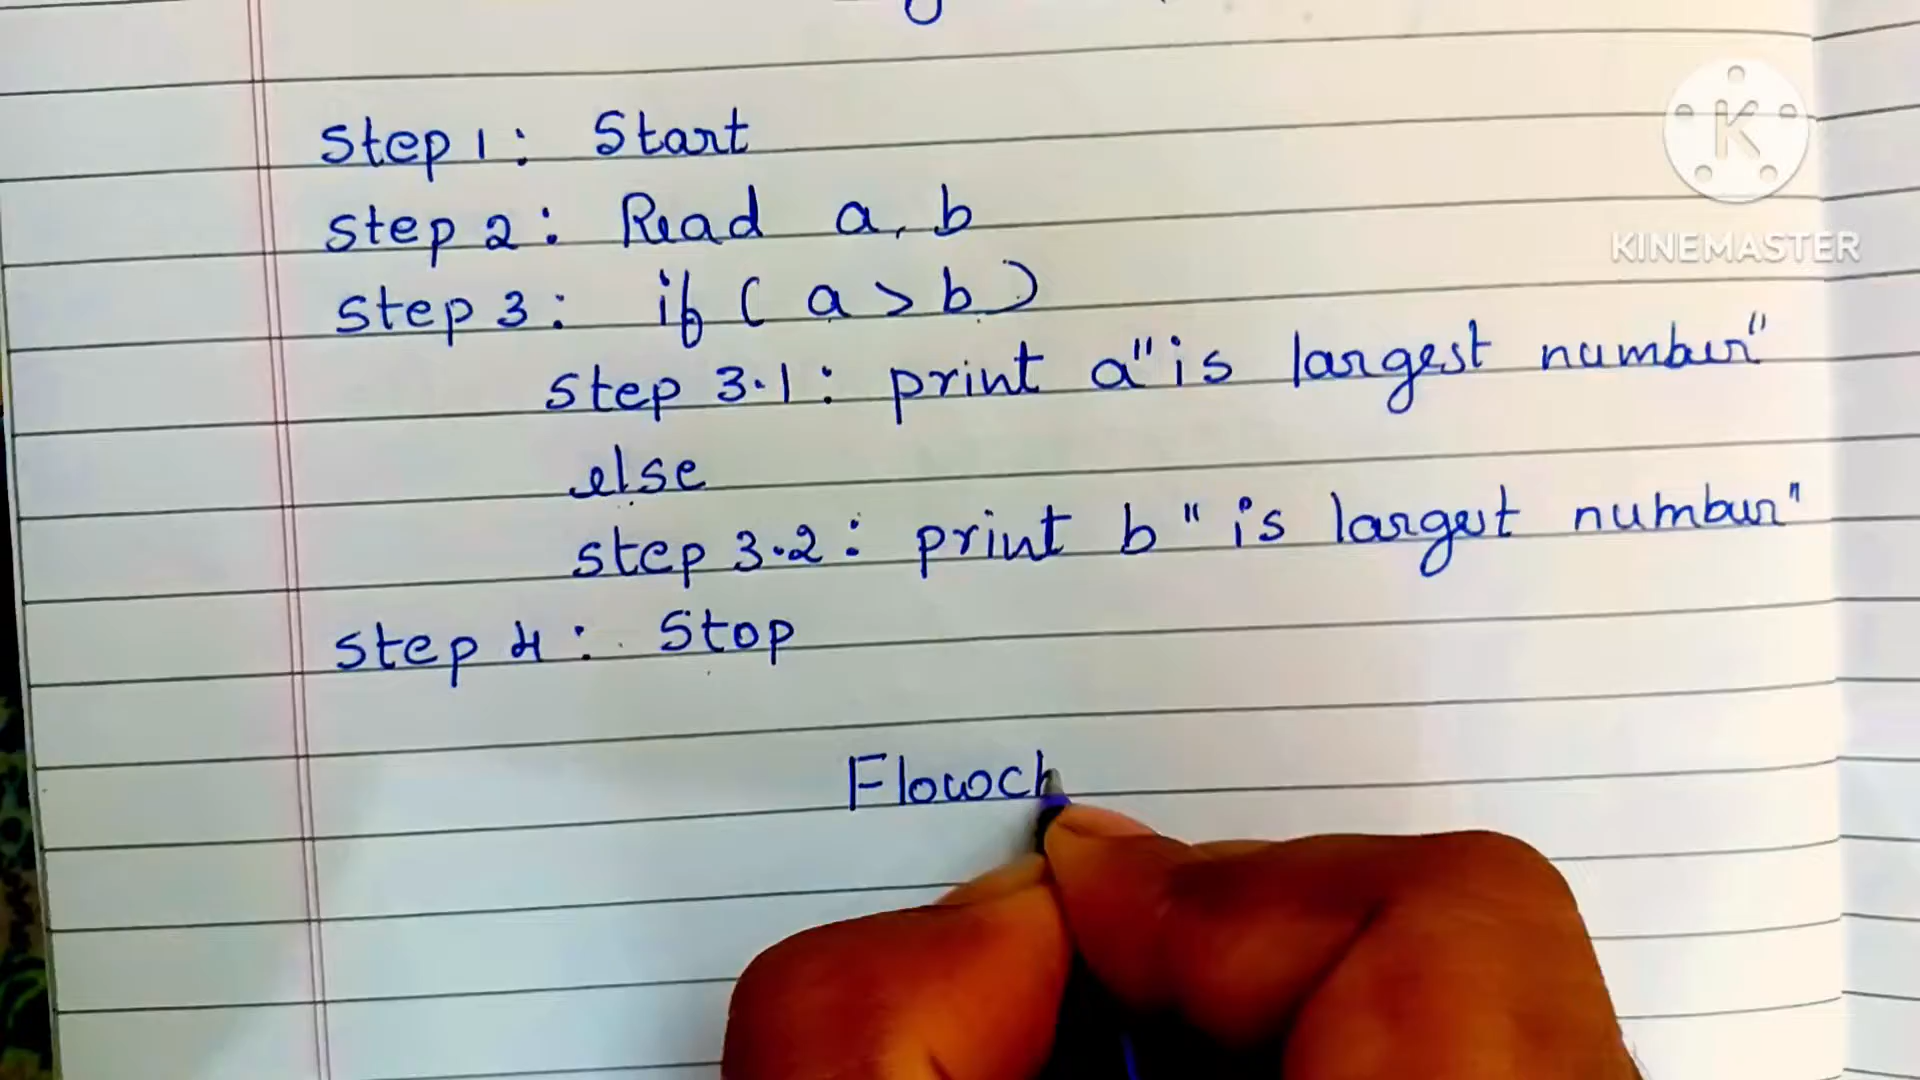 Step 1: Start
Step 2: Read a, b
Step 3: if ( a > b )
Step 3.1: print a "is largest number"
else
Step 3.2: print b " is largest number"
Step 4: Stop
Flowch
K
KINEMASTER